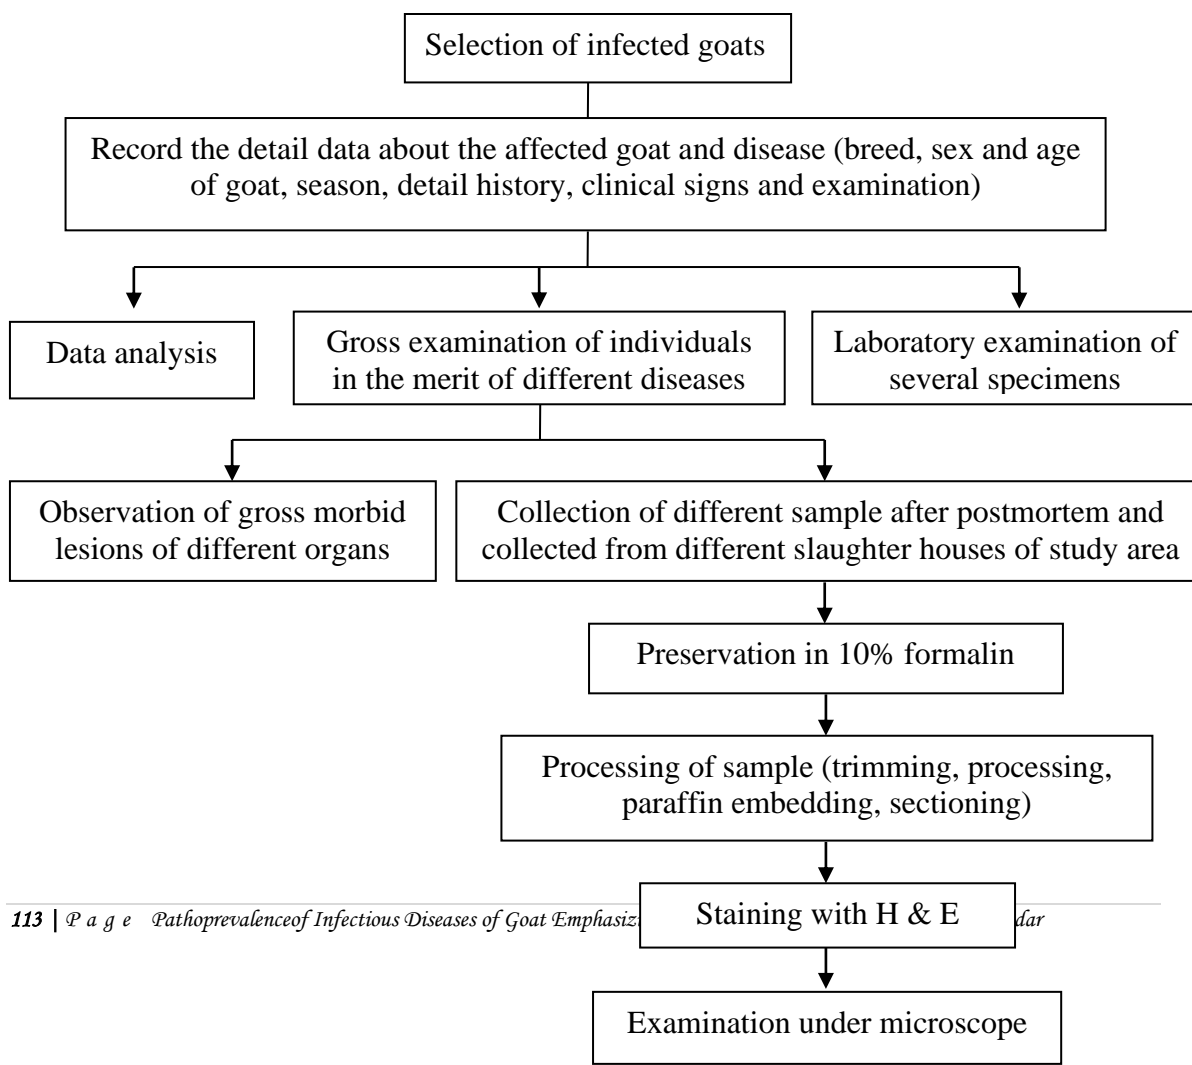 Selection of infected goats
Record the detail data about the affected goat and disease (breed, sex and age
of goat, season, detail history, clinical signs and examination)
Data analysis
Gross examination of individuals
in the merit of different diseases
Laboratory examination of
several specimens
Observation of gross morbid
lesions of different organs
Collection of different sample after postmortem and
collected from different slaughter houses of study area
Preservation in 10% formalin
Processing of sample (trimming, processing,
paraffin embedding, sectioning)
Staining with H & E
113 | P a g e Pathoprevalenceof Infectious Diseases of Goat
Examination under microscope